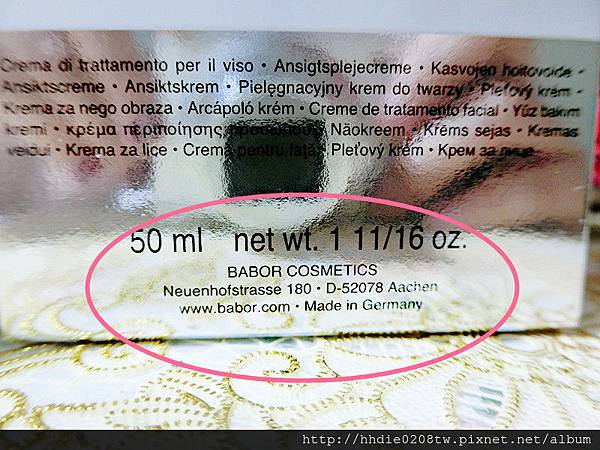 Crema di trattamento per il viso · Ansigtsplejecreme · Kasvojen hoitovoide ·
Ansiktscreme · Ansiktskrem · Pielęgnacyjny krem do twarzy · Pleťový krem ·
Krema za nego obraza · Arcápoló krém · Creme de tratamento facial · Yüz bakım
kremi · κρέμα περιποίησης προσώπου · Näokreem · Krēms sejas · Kremas
veidui · Krema za lice · Cremă pentru față · Pleťový krém · Крем за лице
50 ml net wt. 1 11/16 oz.
BABOR COSMETICS
Neuenhofstrasse 180 · D-52078 Aachen
www.babor.com · Made in Germany
http://hhdie0208tw.pixnet.net/album